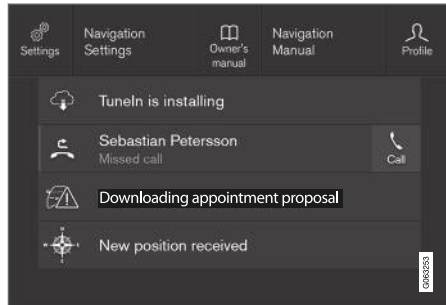 Settings
Navigation
Settings
Owner's
manual
Navigation
Manual
Profile
TuneIn is installing
Sebastian Petersson
Missed call
Call
Downloading appointment proposal
New position received
G063253